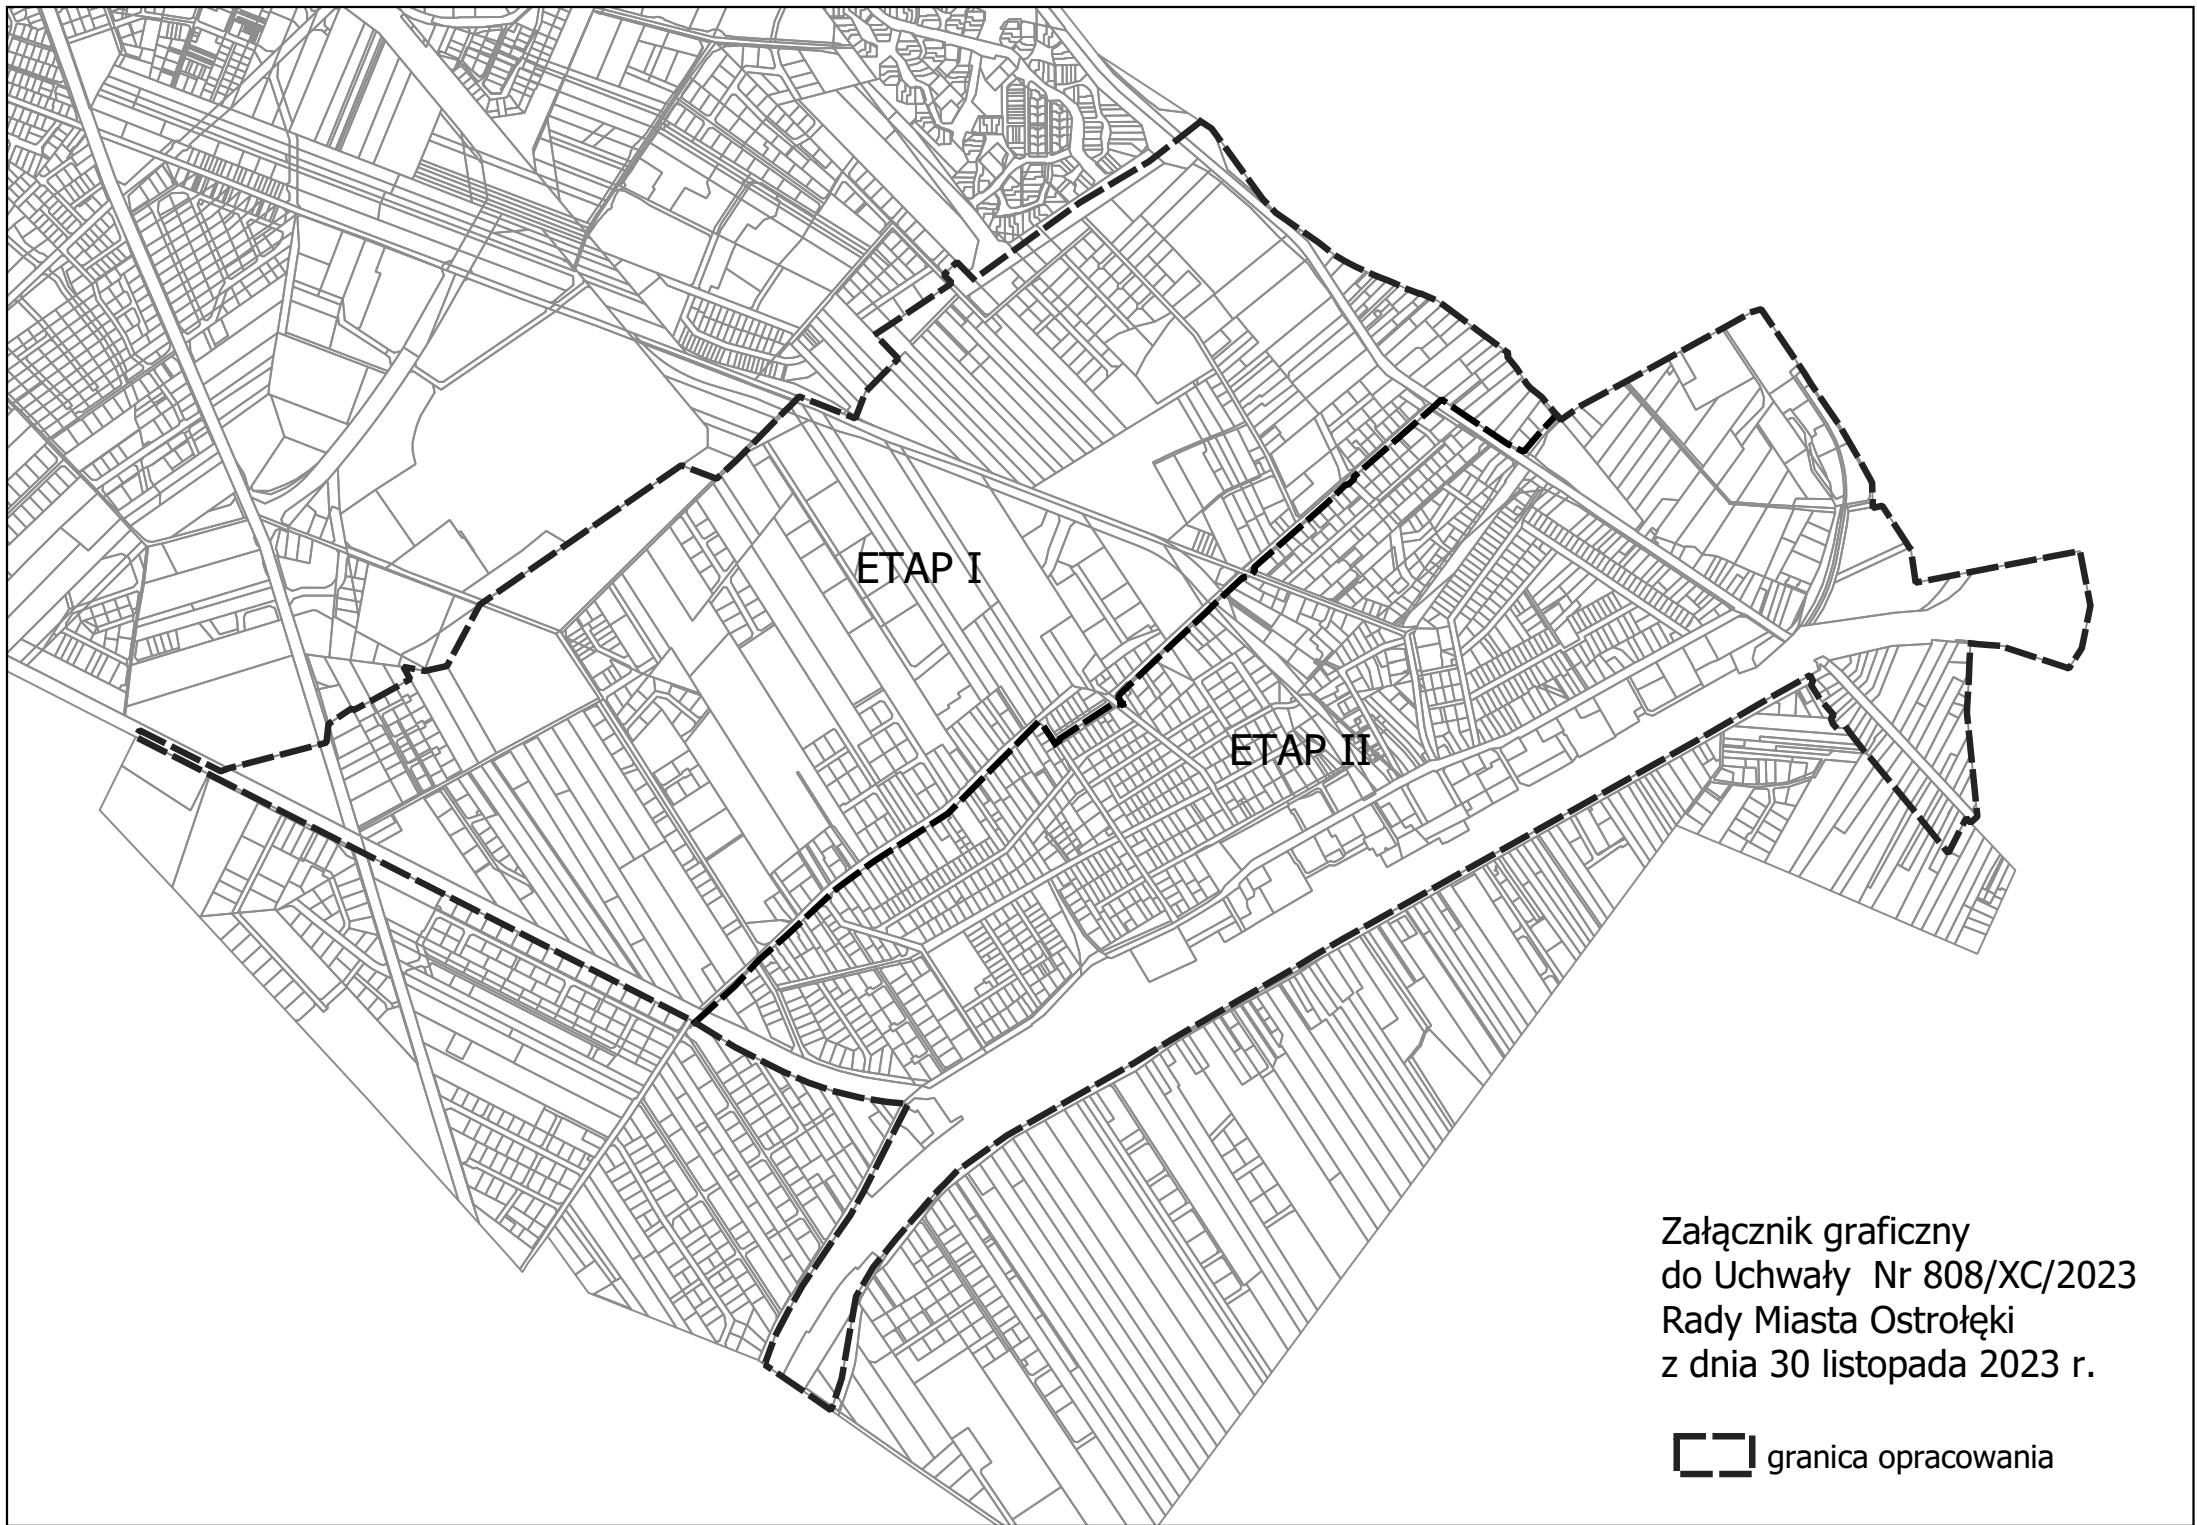 ETAP I
ETAP II
Załącznik graficzny
do Uchwały  Nr 808/XC/2023
Rady Miasta Ostrołęki
z dnia 30 listopada 2023 r.
granica opracowania